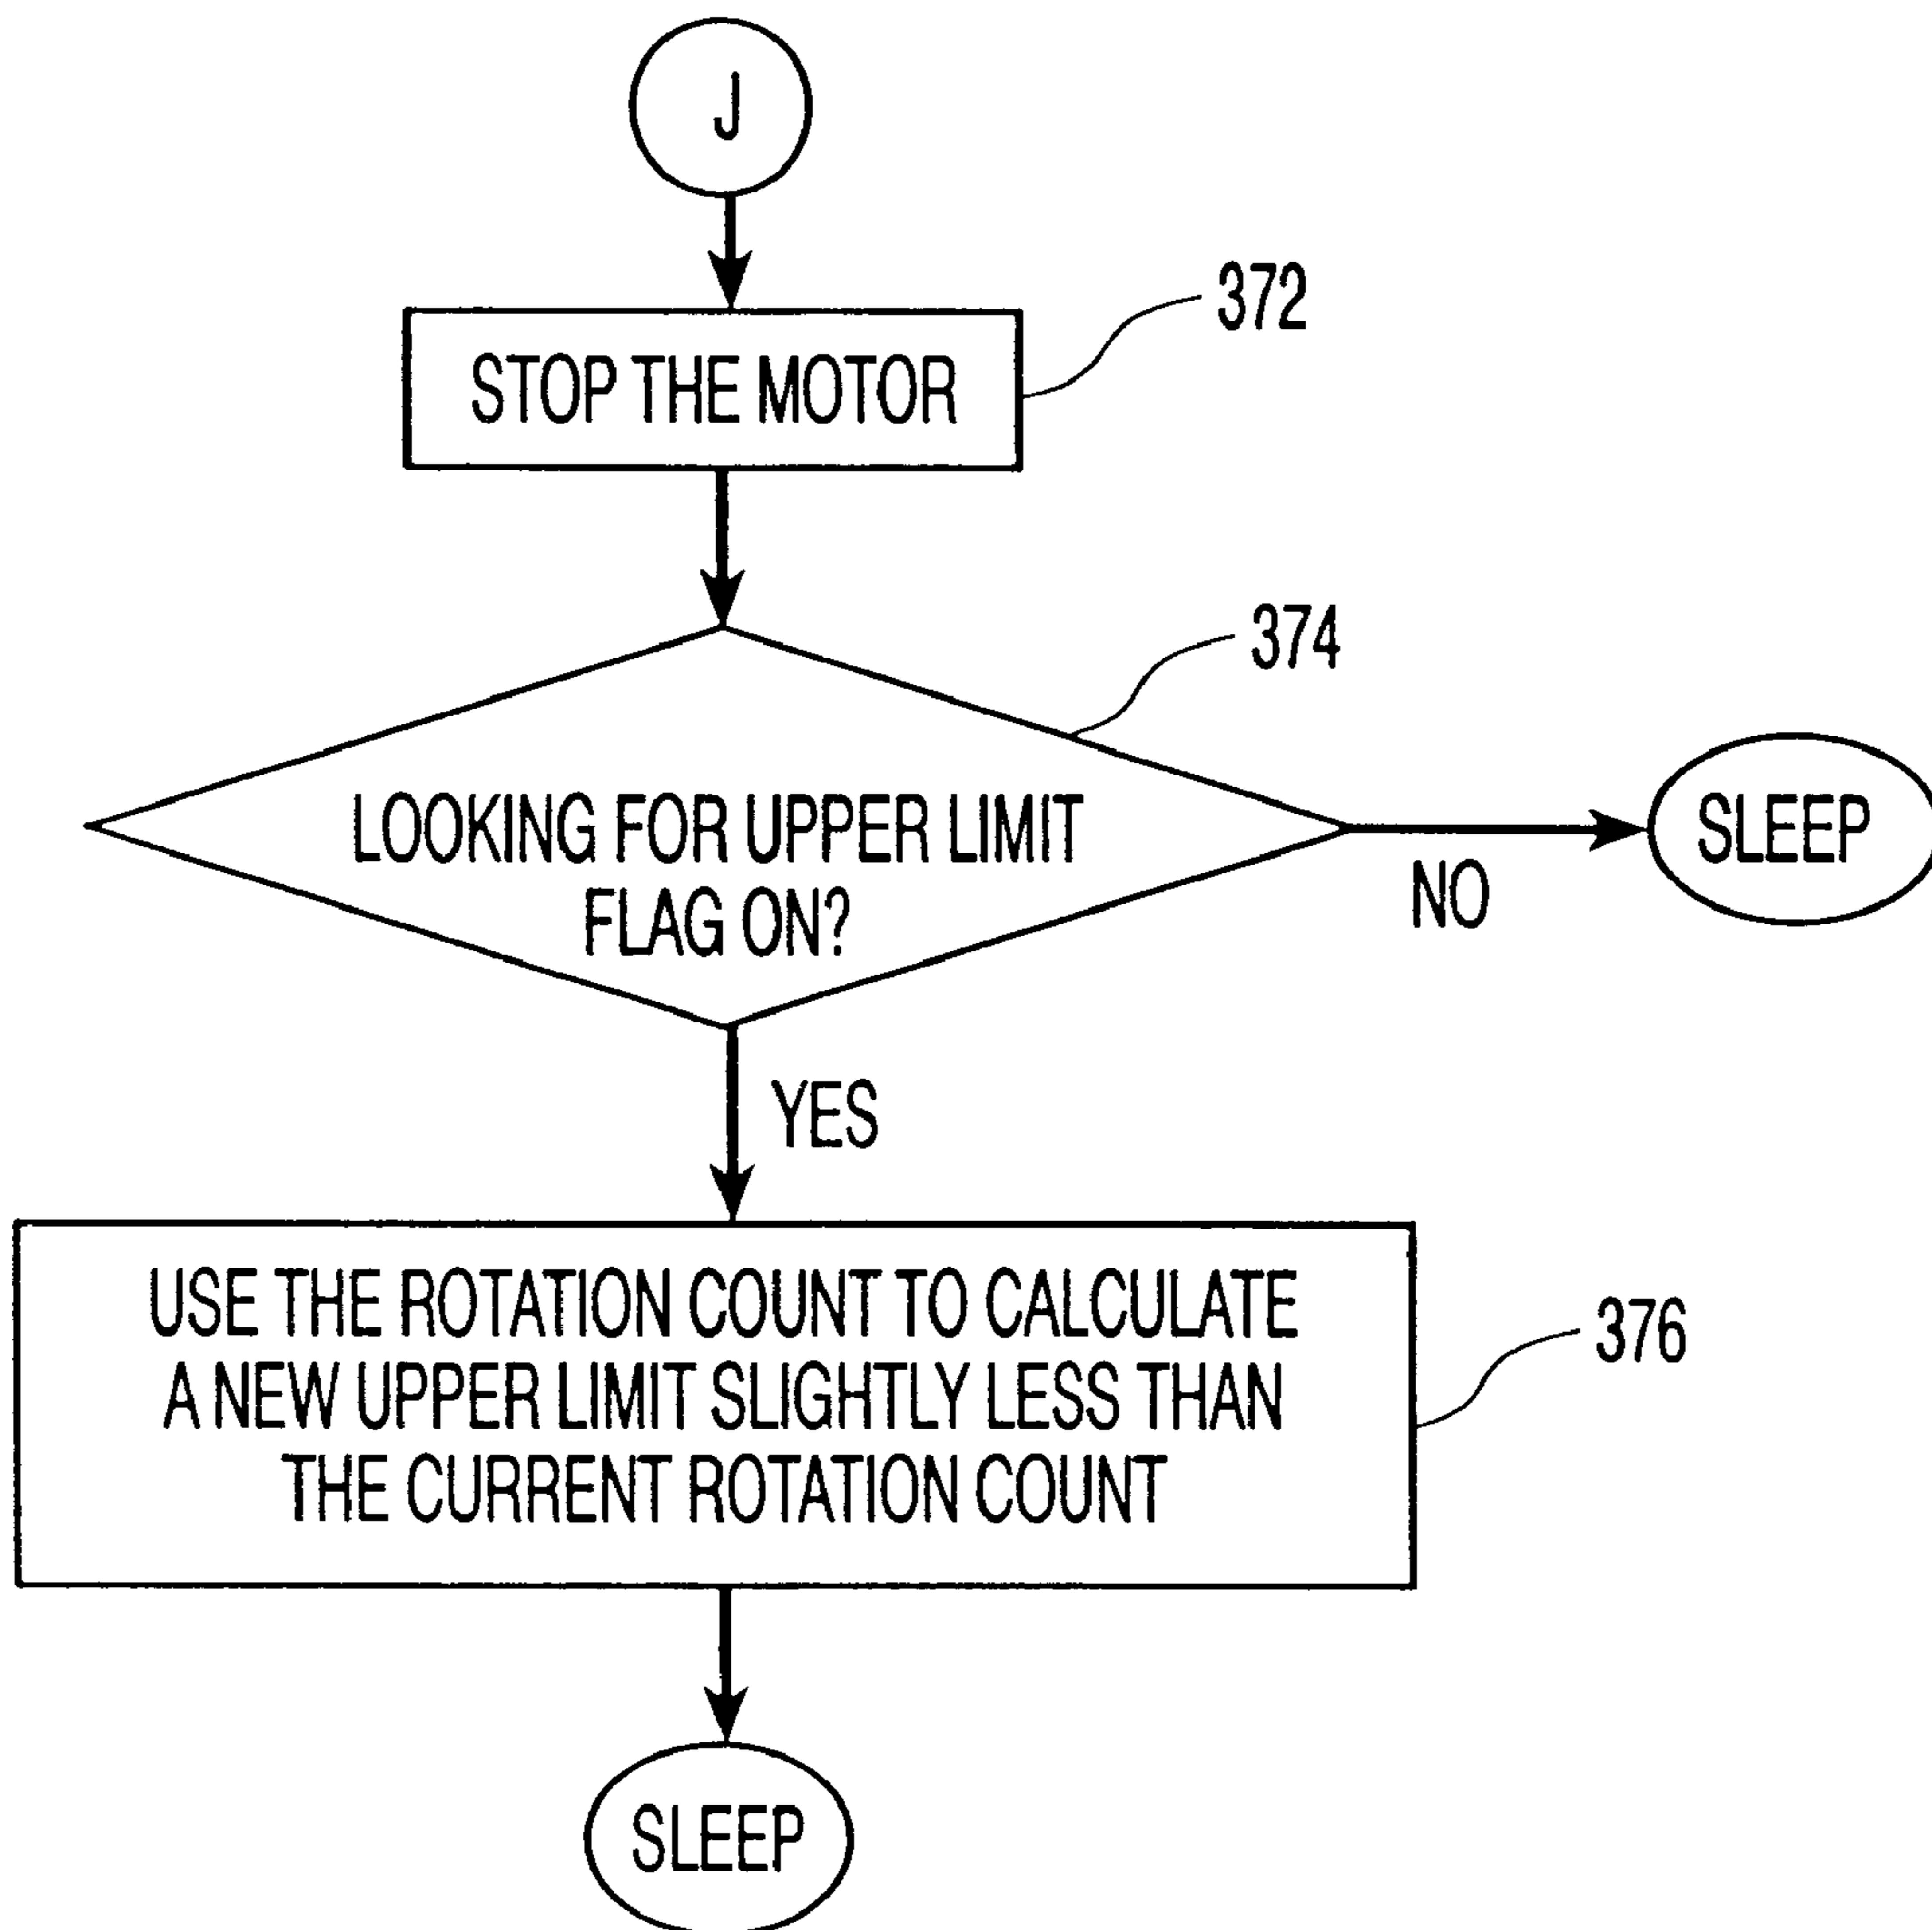 J
372
STOP THE MOTOR
374
LOOKING FOR UPPER LIMIT
FLAG ON?
SLEEP
NO
YES
USE THE ROTATION COUNT TO CALCULATE
A NEW UPPER LIMIT SLIGHTLY LESS THAN
THE CURRENT ROTATION COUNT
376
SLEEP